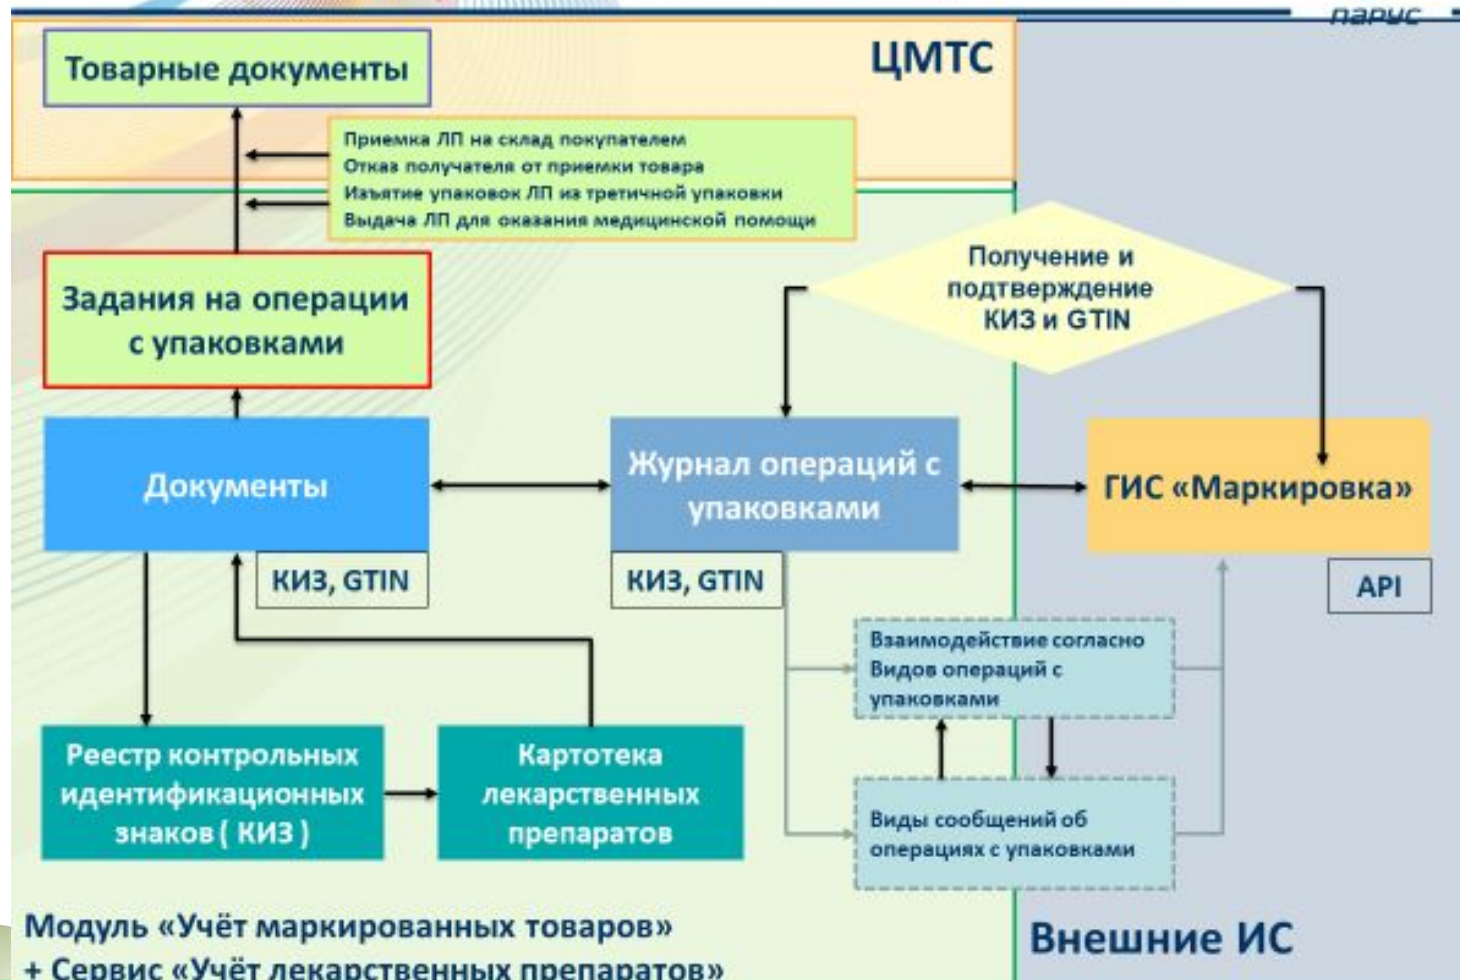 ПАРУС
ЦМТС
Товарные документы
Приемка ЛП на склад покупателем
Отказ получателя от приемки товара
Изъятие упаковок ЛП из третичной упаковки
Выдача ЛП для оказания медицинской помощи
Задания на операции
с упаковками
Получение и
подтверждение
КИЗ и GTIN
Документы
Журнал операций с
упаковками
ГИС «Маркировка»
КИЗ, GTIN
КИЗ, GTIN
API
Взаимодействие согласно
Видов операций с
упаковками
Реестр контрольных
идентификационных
знаков ( КИЗ )
Картотека
лекарственных
препаратов
Виды сообщений об
операциях с упаковками
Модуль «Учёт маркированных товаров»
+ Сервис «Учёт лекарственных препаратов»
Внешние ИС